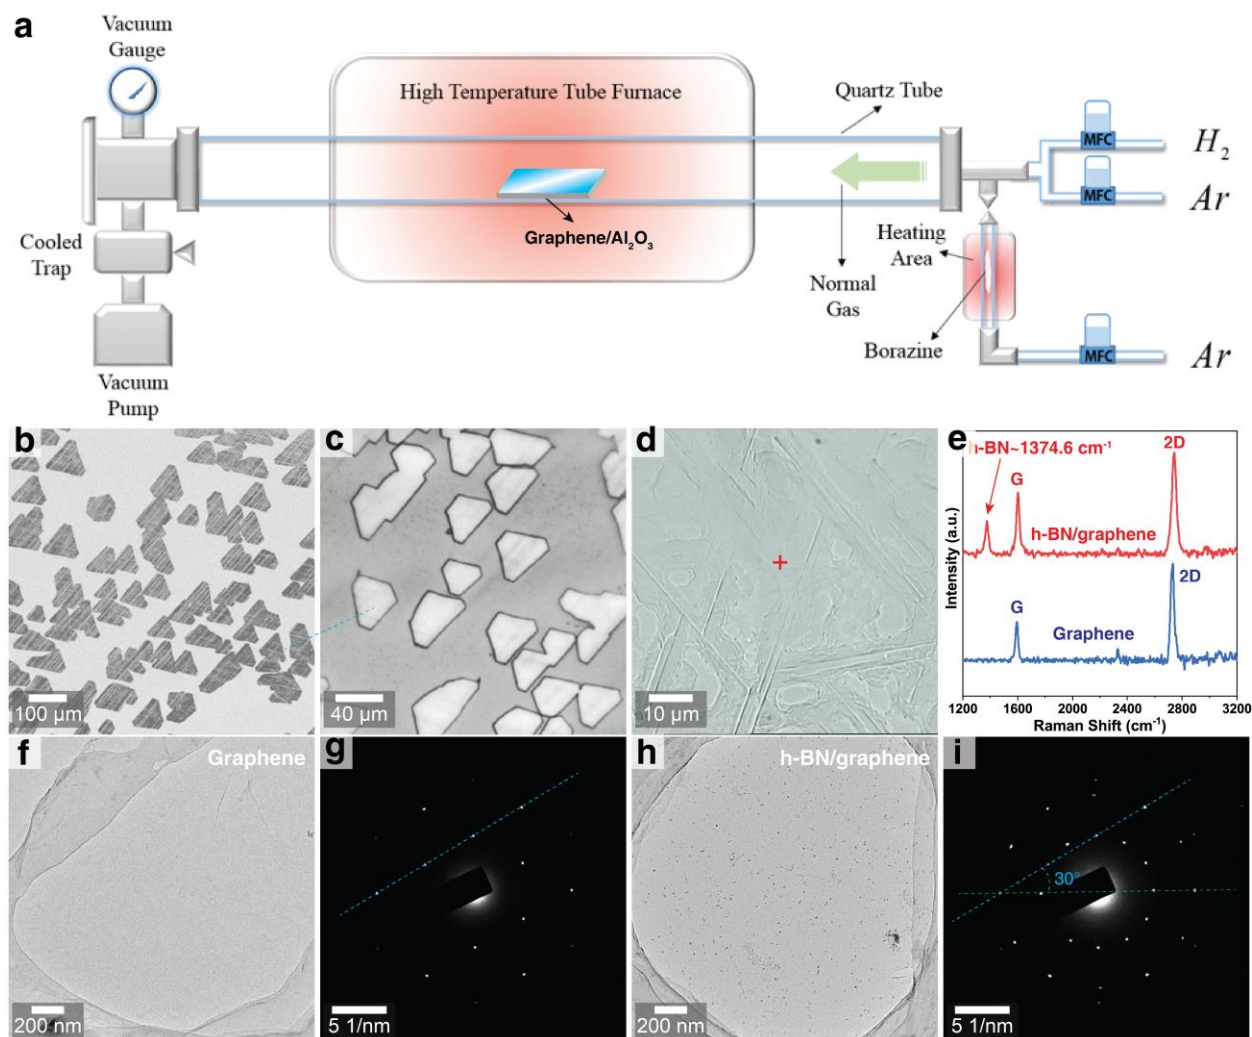 a
Vacuum
Gauge
High Temperature Tube Furnace
Quartz Tube
MFC
H₂
MFC
Ar
Graphene/Al₂O₃
Cooled
Trap
Heating
Area
Normal
Gas
Borazine
MFC
Ar
Vacuum
Pump
b
100 µm
c
40 µm
d
10 µm
e
h-BN~1374.6 cm⁻¹
2D
G
h-BN/graphene
2D
G
Graphene
Intensity (a.u.)
1200 1600 2000 2400 2800 3200
Raman Shift (cm⁻¹)
f
Graphene
200 nm
g
5 1/nm
h
h-BN/graphene
200 nm
i
30°
5 1/nm